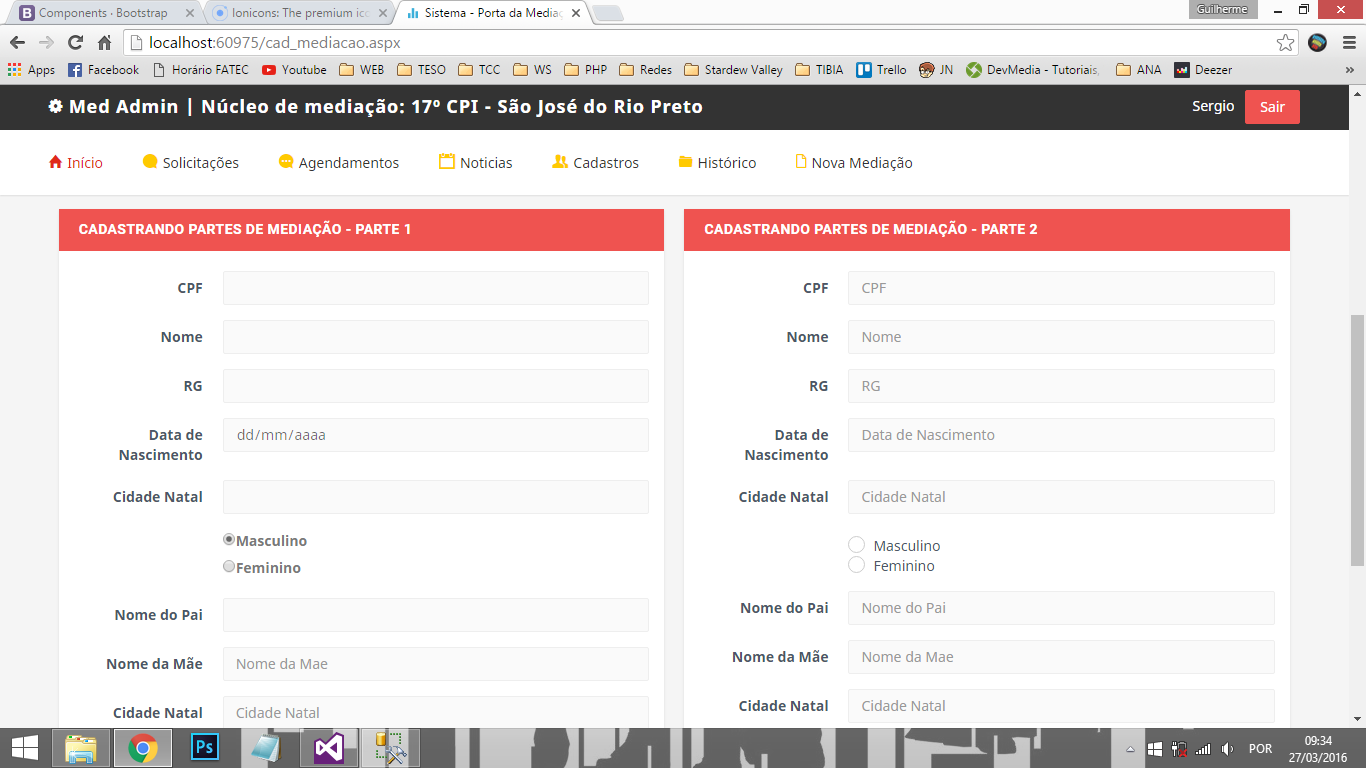 Components · Bootstrap
Ionicons: The premium ico
Sistema - Porta da Mediaç
Guilherme
localhost:60975/cad_mediacao.aspx
Apps Facebook Horário FATEC Youtube WEB TESO TCC WS PHP Redes Stardew Valley TIBIA Trello JN DevMedia - Tutoriais, ANA Deezer »
Med Admin | Núcleo de mediação: 17º CPI - São José do Rio Preto
Sergio Sair
Início Solicitações Agendamentos Noticias Cadastros Histórico Nova Mediação
CADASTRANDO PARTES DE MEDIAÇÃO - PARTE 1
CPF
Nome
RG
Data de
Nascimento
dd/mm/aaaa
Cidade Natal
Masculino
Feminino
Nome do Pai
Nome da Mãe Nome da Mae
Cidade Natal Cidade Natal
CADASTRANDO PARTES DE MEDIAÇÃO - PARTE 2
CPF CPF
Nome Nome
RG RG
Data de
Nascimento
Data de Nascimento
Cidade Natal Cidade Natal
Masculino
Feminino
Nome do Pai Nome do Pai
Nome da Mãe Nome da Mae
Cidade Natal Cidade Natal
Ps
POR
09:34
27/03/2016